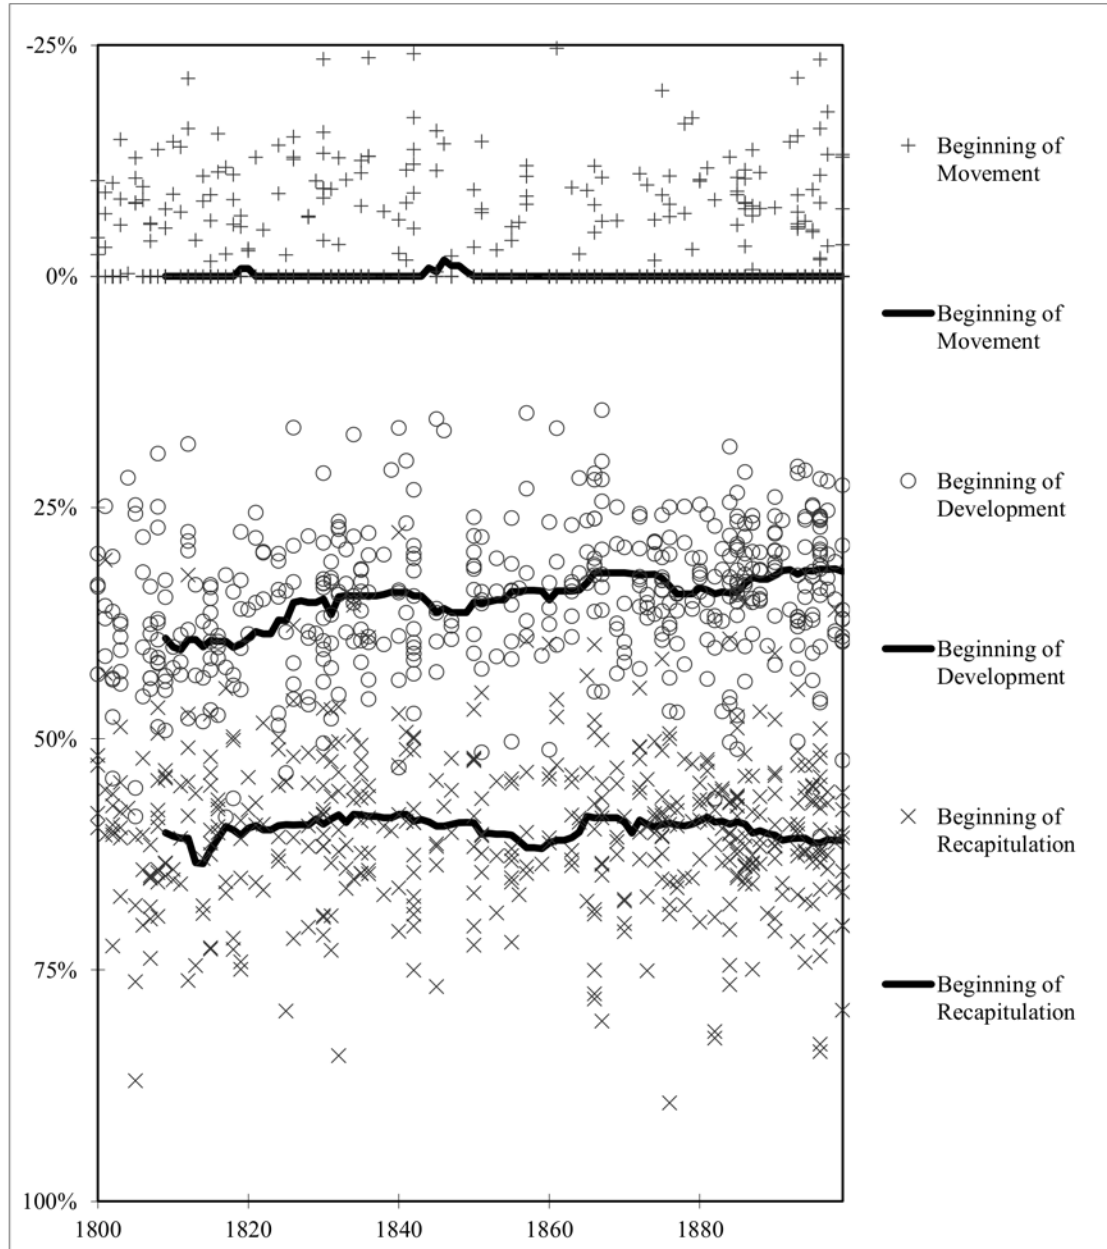 -25%
0%
25%
50%
75%
100%
1800
1820
1840
1860
1880
Beginning of
Movement
Beginning of
Movement
Beginning of
Development
Beginning of
Development
Beginning of
Recapitulation
Beginning of
Recapitulation